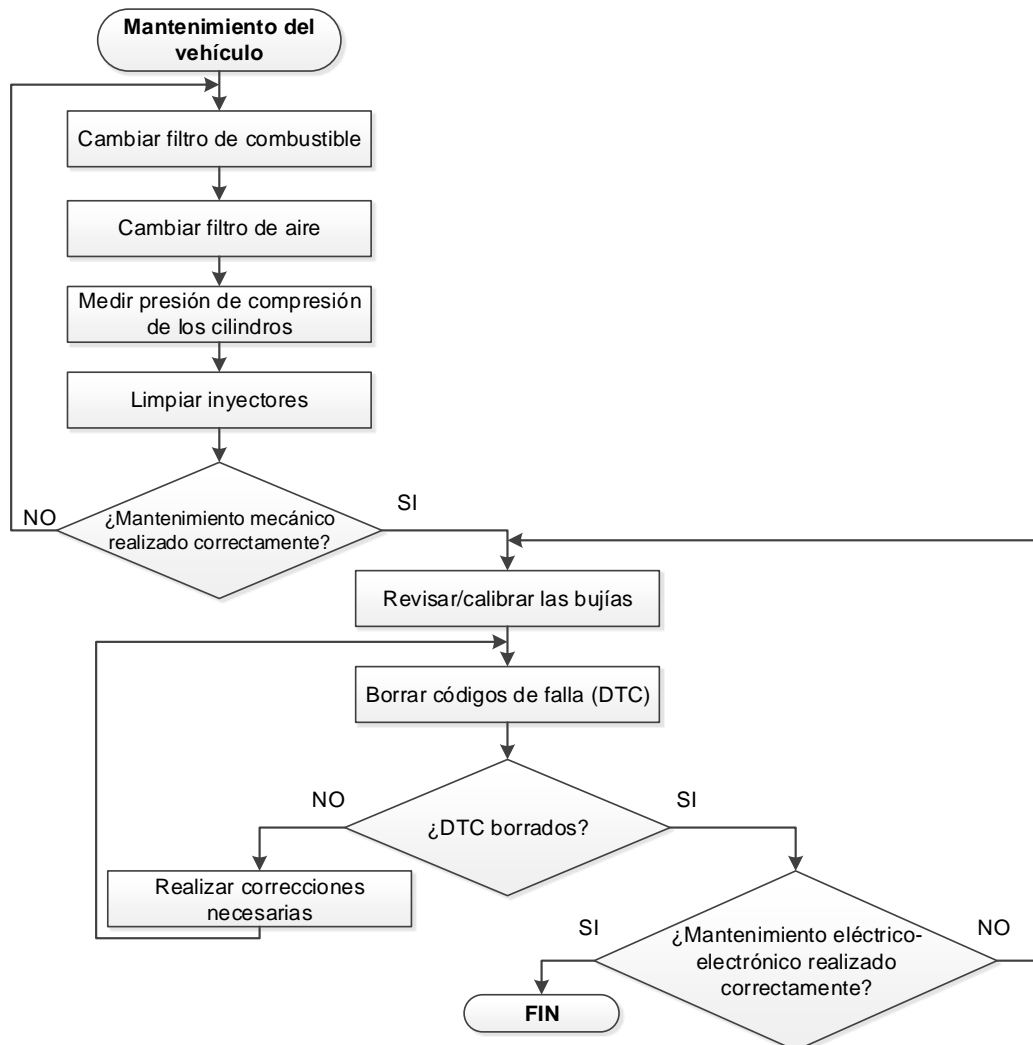 Mantenimiento del
vehículo
Cambiar filtro de combustible
Cambiar filtro de aire
Medir presión de compresión
de los cilindros
Limpiar inyectores
¿Mantenimiento mecánico
realizado correctamente?
NO
SI
Revisar/calibrar las bujías
Borrar códigos de falla (DTC)
¿DTC borrados?
NO
SI
Realizar correcciones
necesarias
¿Mantenimiento eléctrico-
electrónico realizado
correctamente?
SI
NO
FIN